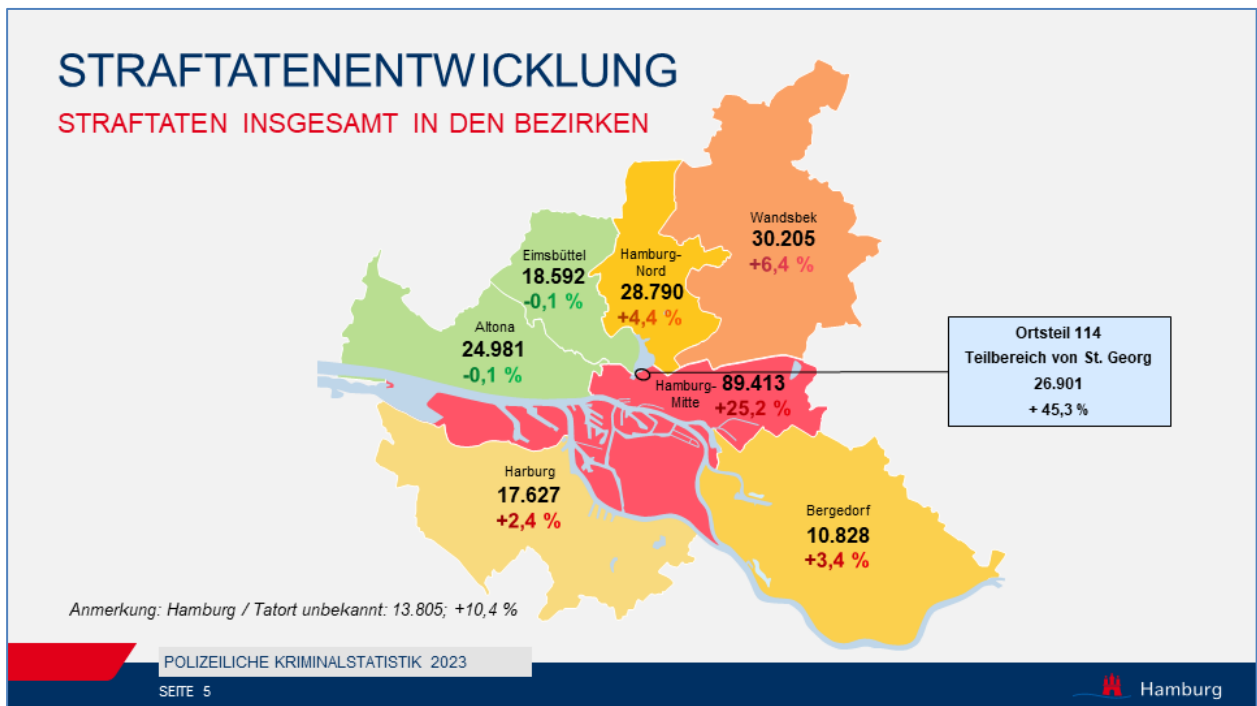 STRAFTATENENTWICKLUNG
STRAFTATEN INSGESAMT IN DEN BEZIRKEN
Wandsbek
30.205
+6,4 %
Eimsbüttel
18.592
-0,1 %
Hamburg-
Nord
28.790
+4,4 %
Altona
24.981
-0,1 %
Hamburg-
Mitte
89.413
+25,2 %
Ortsteil 114
Teilbereich von St. Georg
26.901
+ 45,3 %
Harburg
17.627
+2,4 %
Bergedorf
10.828
+3,4 %
Anmerkung: Hamburg / Tatort unbekannt: 13.805; +10,4 %
POLIZEILICHE KRIMINALSTATISTIK 2023
SEITE 5
Hamburg